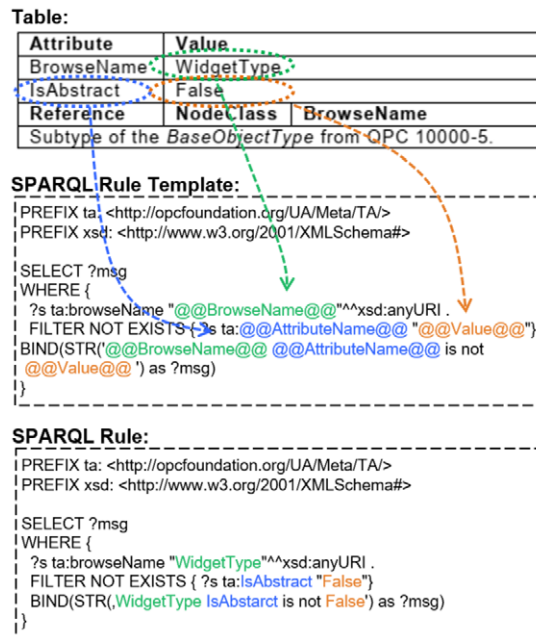 Table:
Attribute Value
BrowseName WidgetType
IsAbstract False
Reference NodeClass BrowseName
Subtype of the BaseObjectType from OPC 10000-5.
SPARQL Rule Template:
PREFIX ta: <http://opcfoundation.org/UA/Meta/TA/>
PREFIX xsd: <http://www.w3.org/2001/XMLSchema#>
SELECT ?msg
WHERE {
?s ta:browseName "@@BrowseName@@"^^xsd:anyURI .
FILTER NOT EXISTS { ?s ta:@@AttributeName@@ "@@Value@@"}
BIND(STR('@@BrowseName@@ @@AttributeName@@ is not
@@Value@@ ') as ?msg)
}
SPARQL Rule:
PREFIX ta: <http://opcfoundation.org/UA/Meta/TA/>
PREFIX xsd: <http://www.w3.org/2001/XMLSchema#>
SELECT ?msg
WHERE {
?s ta:browseName "WidgetType"^^xsd:anyURI .
FILTER NOT EXISTS { ?s ta:IsAbstract "False"}
BIND(STR(,WidgetType IsAbstarct is not False') as ?msg)
}